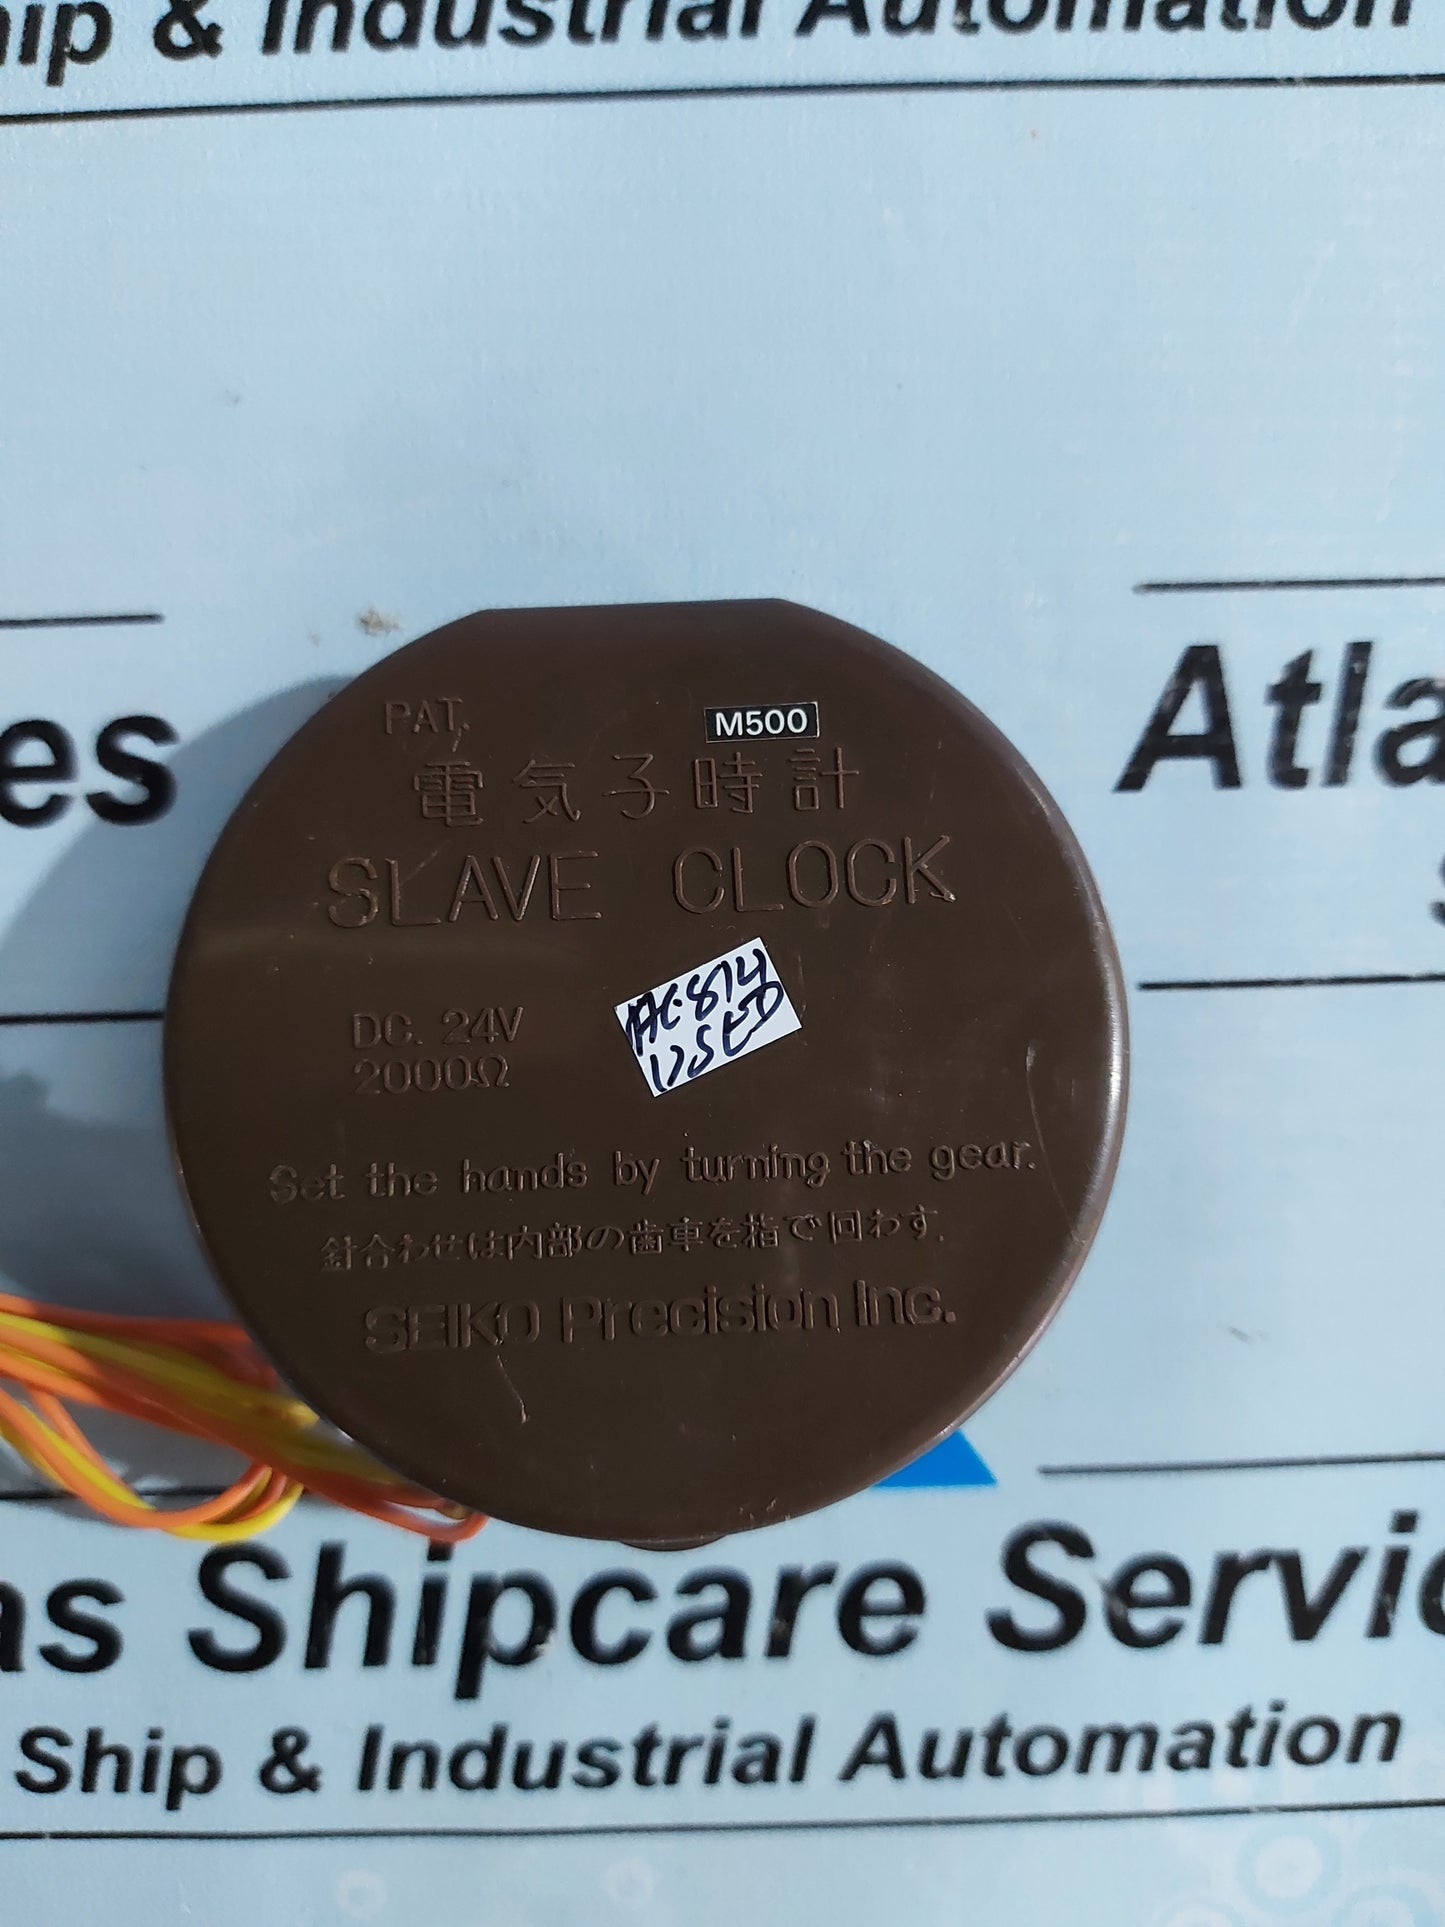 ip & Industrial Automation
es
Atla
PAT.
M500
電気子時計
SLAVE CLOCK
AC-874
USED
DC. 24V
2000Ω
Set the hands by turning the gear.
針合わせは内部の歯車を指で回わす.
SEIKO Precision Inc.
as Shipcare Servic
Ship & Industrial Automation